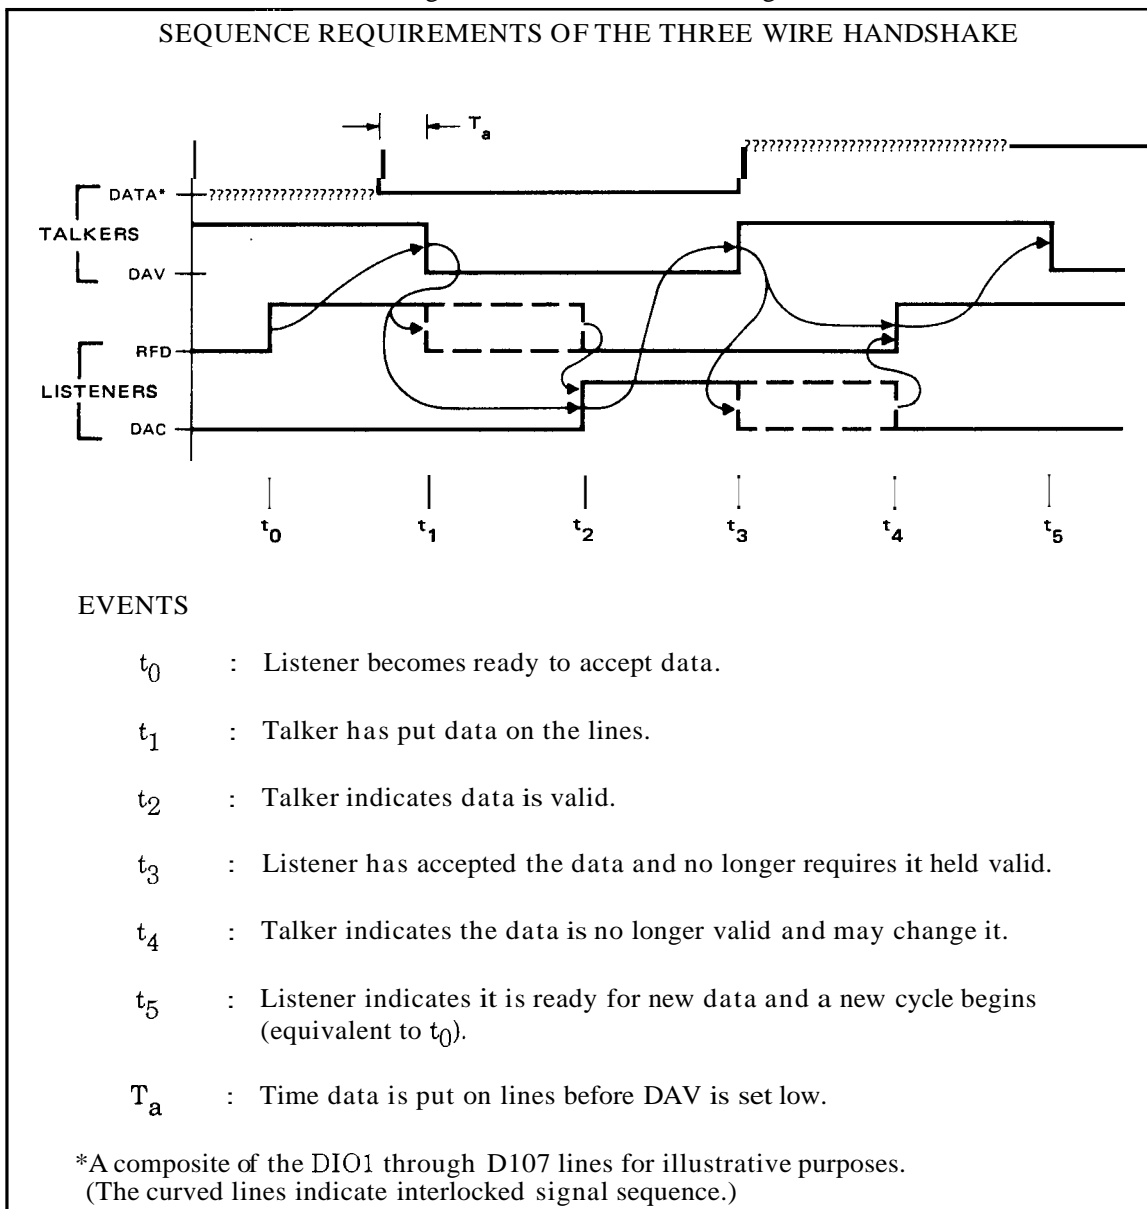 SEQUENCE REQUIREMENTS OF THE THREE WIRE HANDSHAKE
Ta
?????????????????????????????????
DATA* ?????????????????????
TALKERS
DAV
RFD
LISTENERS
DAC
t0 t1 t2 t3 t4 t5
EVENTS
t0 : Listener becomes ready to accept data.
t1 : Talker has put data on the lines.
t2 : Talker indicates data is valid.
t3 : Listener has accepted the data and no longer requires it held valid.
t4 : Talker indicates the data is no longer valid and may change it.
t5 : Listener indicates it is ready for new data and a new cycle begins
(equivalent to t0).
Ta : Time data is put on lines before DAV is set low.
*A composite of the DIO1 through D107 lines for illustrative purposes.
(The curved lines indicate interlocked signal sequence.)